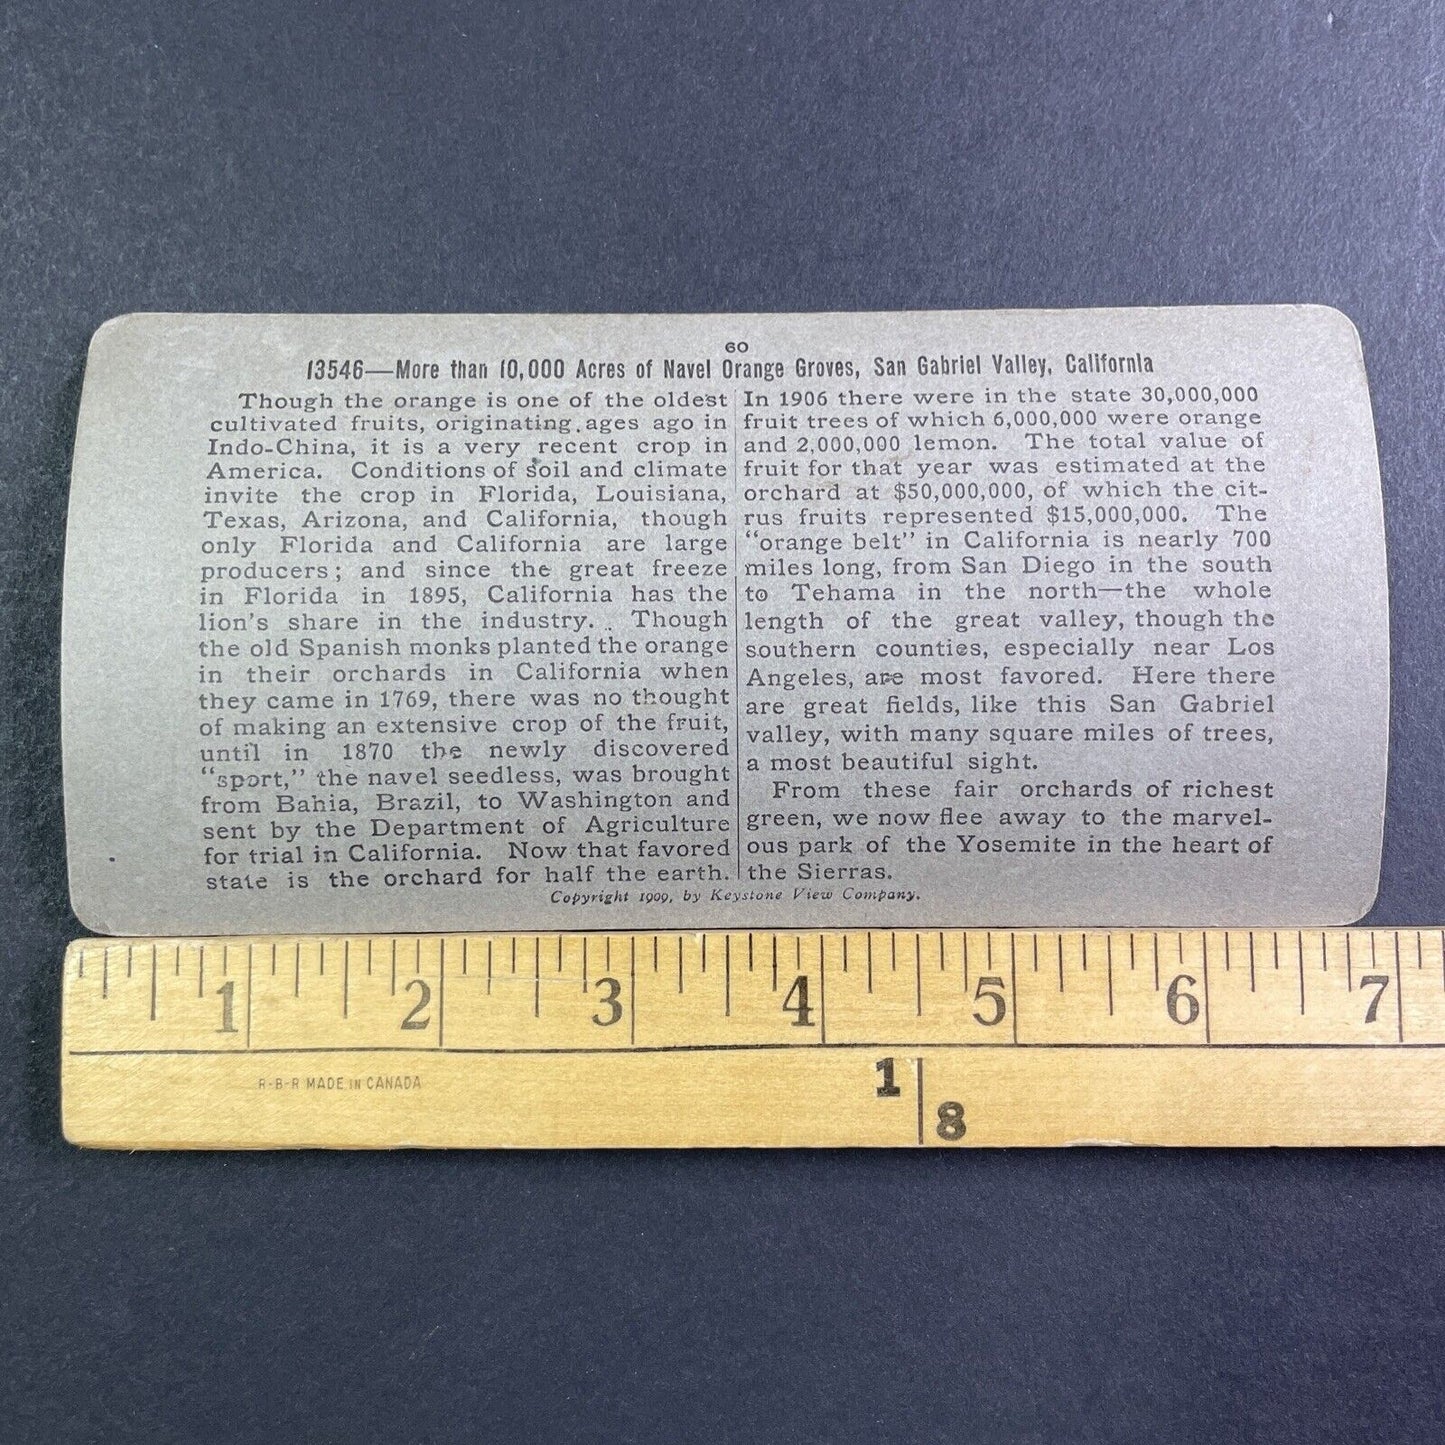 60
13546—More than 10,000 Acres of Navel Orange Groves, San Gabriel Valley, California
Though the orange is one of the oldest
cultivated fruits, originating ages ago in
Indo-China, it is a very recent crop in
America. Conditions of soil and climate
invite the crop in Florida, Louisiana,
Texas, Arizona, and California, though
only Florida and California are large
producers; and since the great freeze
in Florida in 1895, California has the
lion's share in the industry. Though
the old Spanish monks planted the orange
in their orchards in California when
they came in 1769, there was no thought
of making an extensive crop of the fruit,
until in 1870 the newly discovered
"sport," the navel seedless, was brought
from Bahia, Brazil, to Washington and
sent by the Department of Agriculture
for trial in California. Now that favored
state is the orchard for half the earth.
In 1906 there were in the state 30,000,000
fruit trees of which 6,000,000 were orange
and 2,000,000 lemon. The total value of
fruit for that year was estimated at the
orchard at $50,000,000, of which the cit-
rus fruits represented $15,000,000. The
"orange belt" in California is nearly 700
miles long, from San Diego in the south
to Tehama in the north—the whole
length of the great valley, though the
southern counties, especially near Los
Angeles, are most favored. Here there
are great fields, like this San Gabriel
valley, with many square miles of trees,
a most beautiful sight.
From these fair orchards of richest
green, we now flee away to the marvel-
ous park of the Yosemite in the heart of
the Sierras.
Copyright 1909, by Keystone View Company.
1 2 3 4 5 6 7
R-B-R MADE IN CANADA
1
8